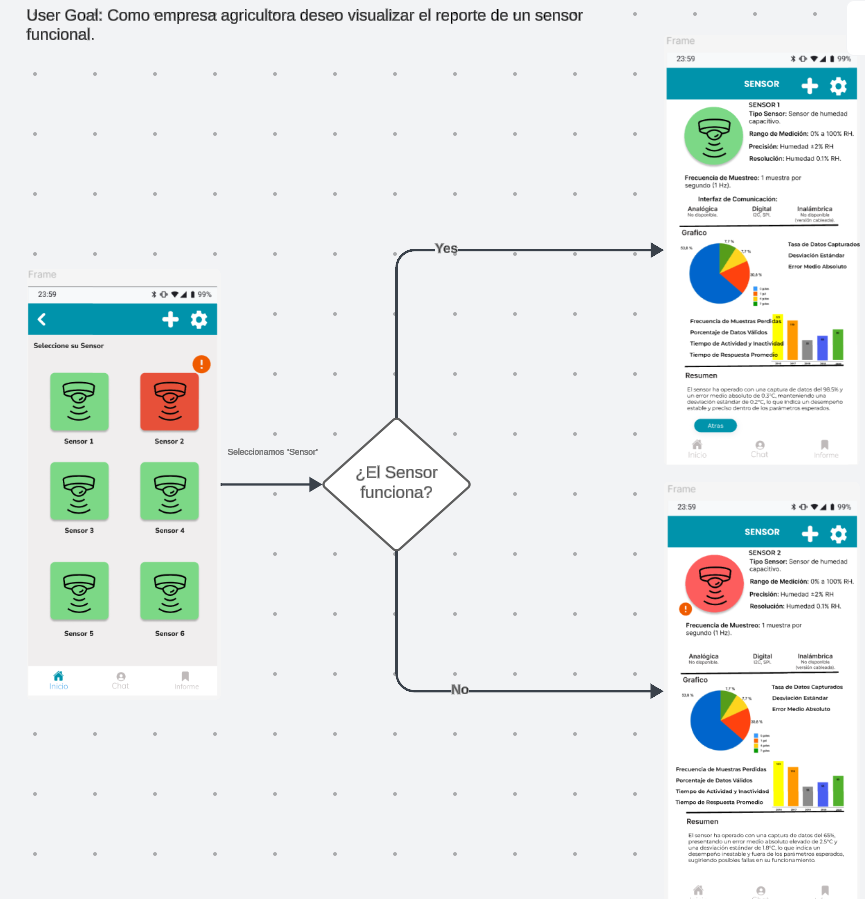 User Goal: Como empresa agricultora deseo visualizar el reporte de un sensor
funcional.
Frame
23:59
99%
Seleccione su Sensor
!
Sensor 1
Sensor 2
Sensor 3
Sensor 4
Sensor 5
Sensor 6
Inicio
Chat
Informe
Seleccionamos "Sensor"
¿El Sensor
funciona?
Yes
No
Frame
23:59
99%
SENSOR
SENSOR 1
Tipo Sensor: Sensor de humedad
capacitivo.
Rango de Medición: 0% a 100% RH.
Precisión: Humedad ±2% RH
Resolución: Humedad 0.1% RH.
Frecuencia de Muestreo: 1 muestra por
segundo (1 Hz).
Interfaz de Comunicación:
Analógica
No disponible.
Digital
I2C, SPI.
Inalámbrica
No disponible
(versión cableada).
Grafico
7,7 %
7,7 %
Tasa de Datos Capturados
Desviación Estándar
Error Medio Absoluto
Frecuencia de Muestras Perdidas
Porcentaje de Datos Válidos
Tiempo de Actividad y Inactividad
Tiempo de Respuesta Promedio
Resumen
El sensor ha operado con una captura de datos del 98.5% y
un error medio absoluto de 0.3°C, manteniendo una
desviación estándar de 0.2°C, lo que indica un desempeño
estable y preciso dentro de los parámetros esperados.
Atras
Inicio
Chat
Informe
Frame
23:59
99%
SENSOR
SENSOR 2
Tipo Sensor: Sensor de humedad
capacitivo.
Rango de Medición: 0% a 100% RH.
Precisión: Humedad ±2% RH
Resolución: Humedad 0.1% RH.
!
Frecuencia de Muestreo: 1 muestra por
segundo (1 Hz).
Analógica
No disponible.
Digital
I2C, SPI.
Inalámbrica
No disponible
(versión cableada).
Grafico
7,7 %
7,7 %
Tasa de Datos Capturados
Desviación Estándar
Error Medio Absoluto
Frecuencia de Muestras Perdidas
Porcentaje de Datos Válidos
Tiempo de Actividad y Inactividad
Tiempo de Respuesta Promedio
Resumen
El sensor ha operado con una captura de datos del 65%,
presentando un error medio absoluto elevado de 2.5°C y
una desviación estándar de 1.8°C, lo que indica un
desempeño inestable y fuera de los parámetros esperados,
sugiriendo posibles fallas en su funcionamiento.